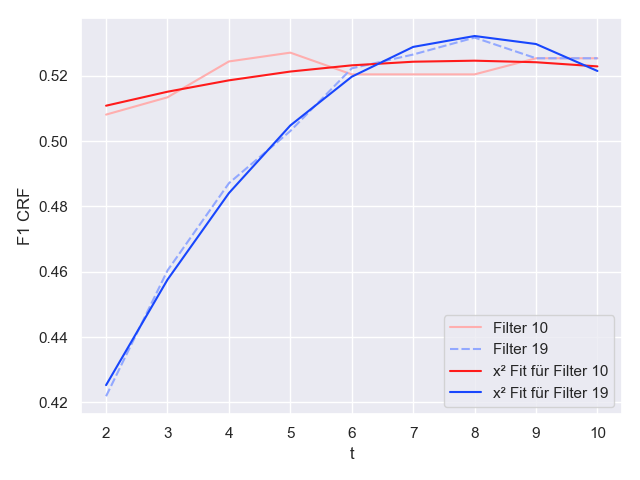 F1 CRF
0.52
0.50
0.48
0.46
0.44
0.42
2 3 4 5 6 7 8 9 10
t
Filter 10
Filter 19
x² Fit für Filter 10
x² Fit für Filter 19